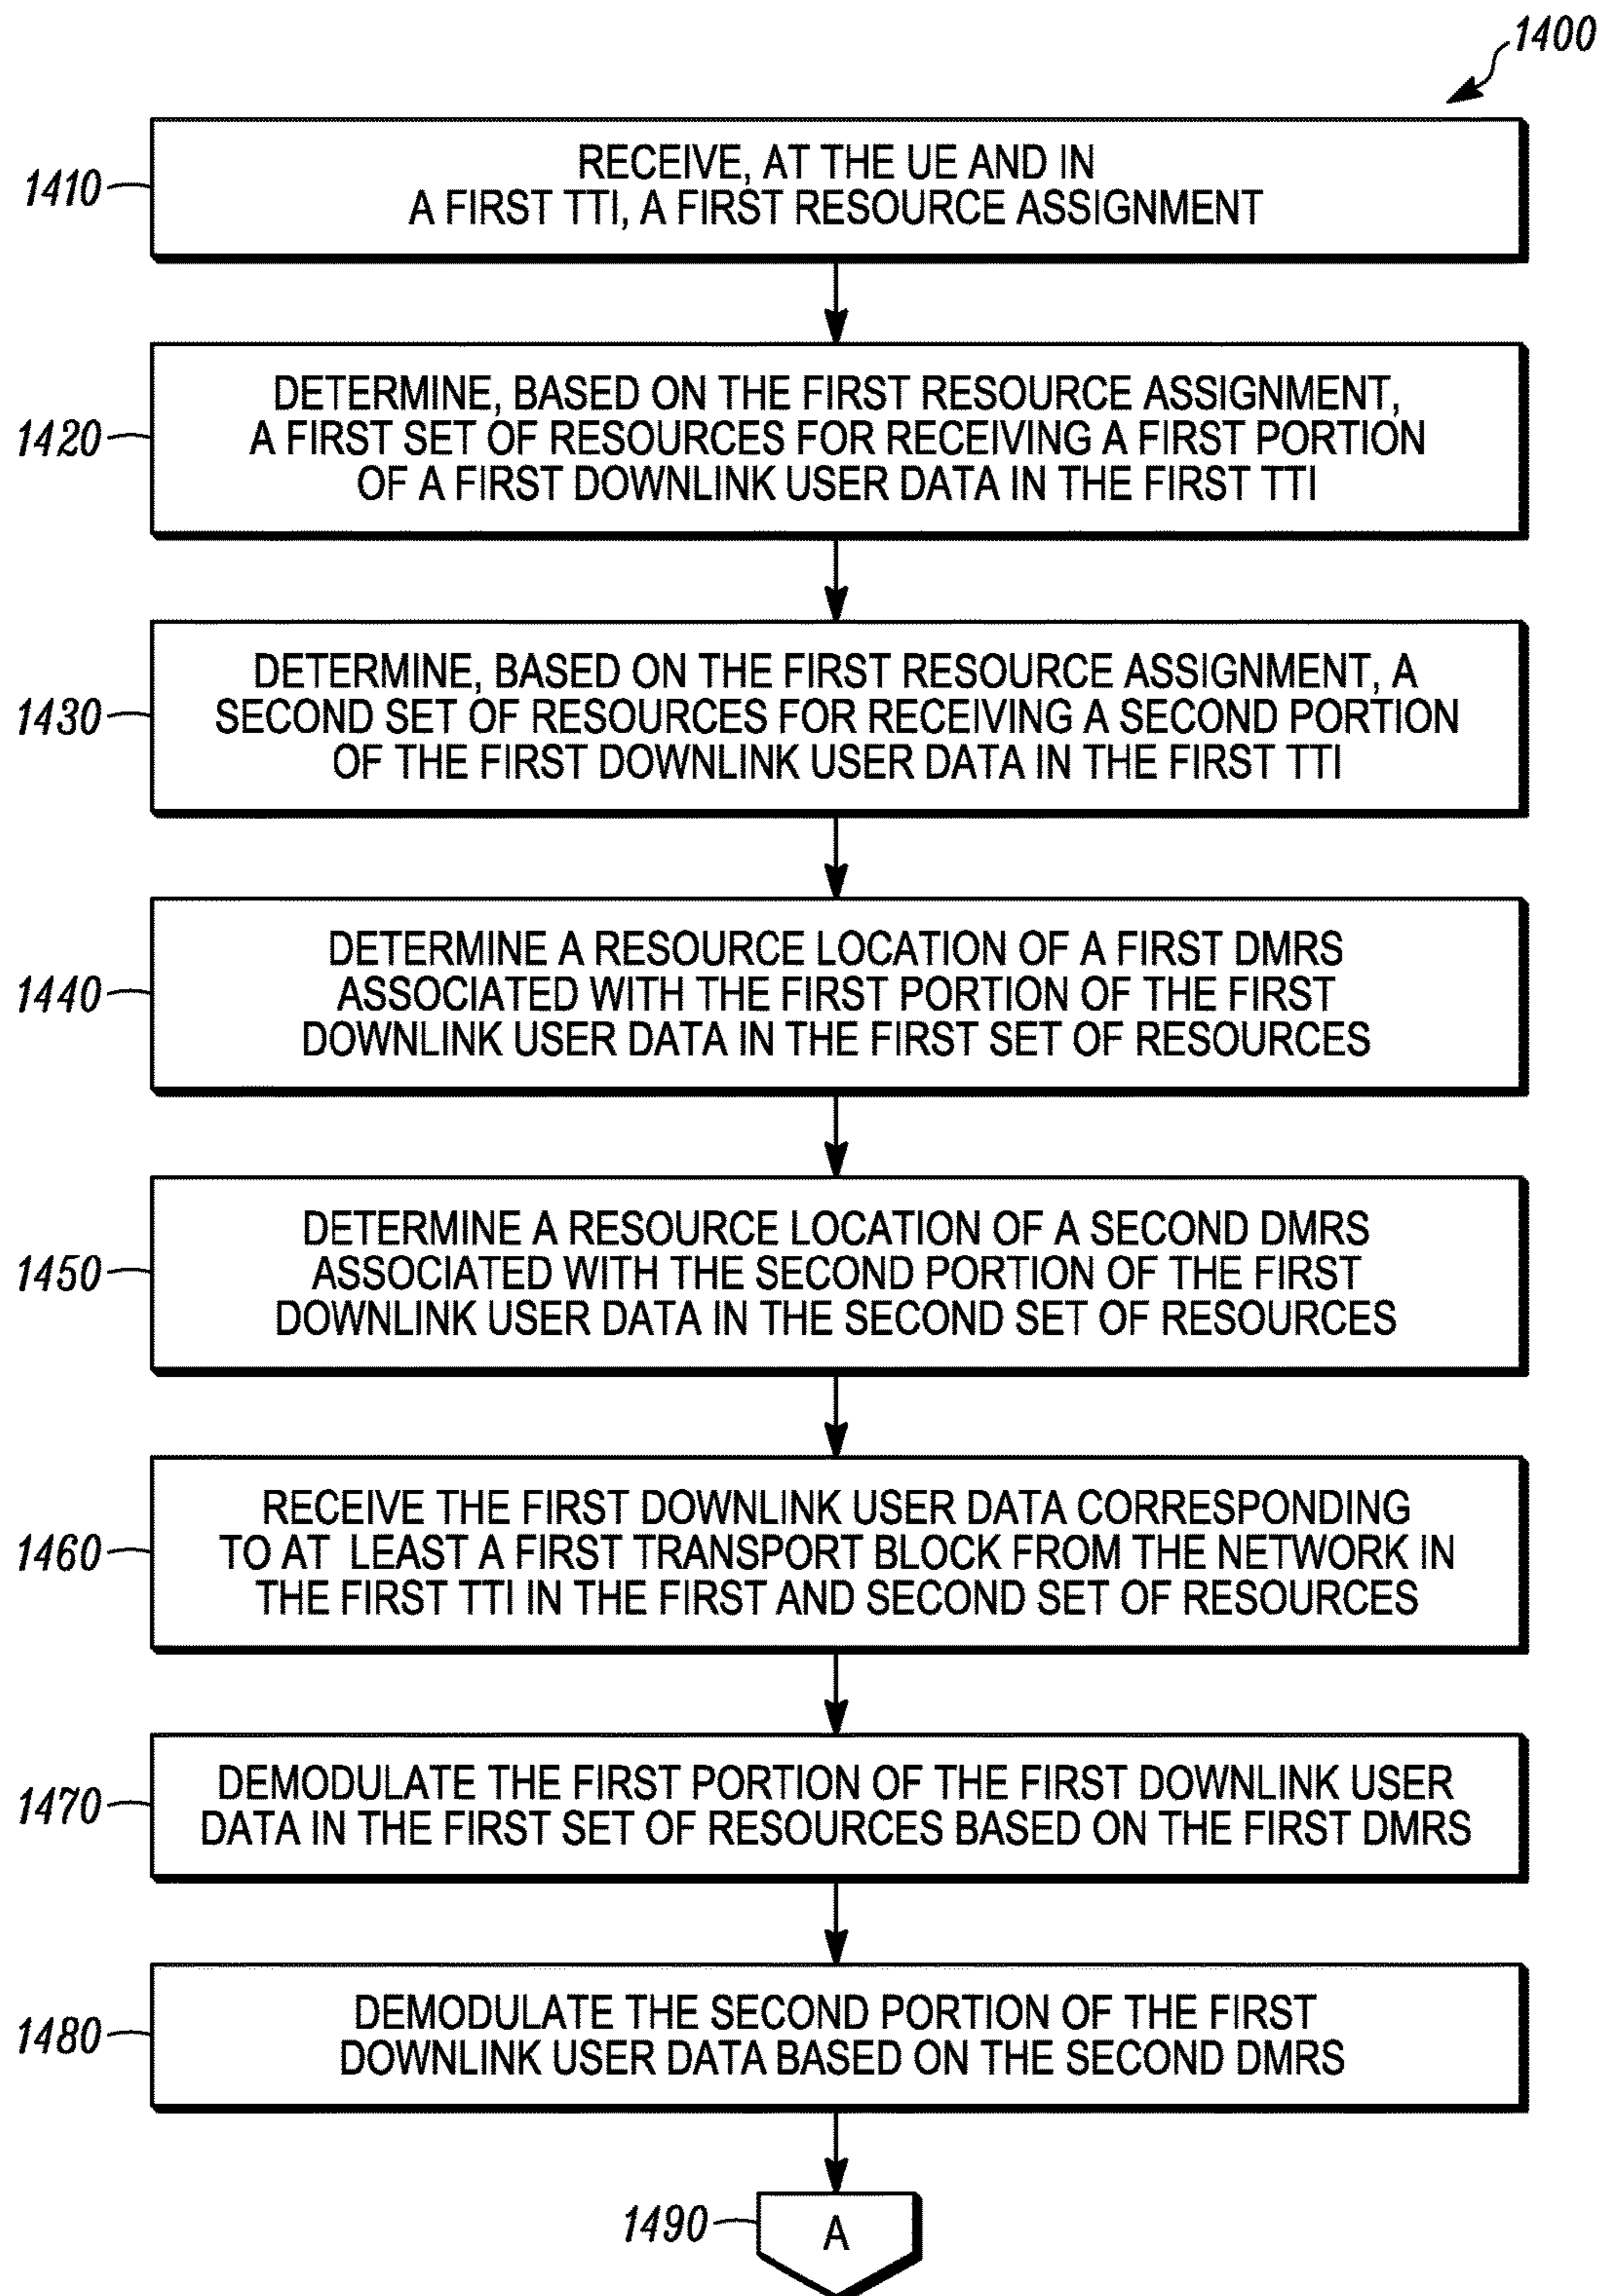 1400
1410
RECEIVE, AT THE UE AND IN
A FIRST TTI, A FIRST RESOURCE ASSIGNMENT
1420
DETERMINE, BASED ON THE FIRST RESOURCE ASSIGNMENT,
A FIRST SET OF RESOURCES FOR RECEIVING A FIRST PORTION
OF A FIRST DOWNLINK USER DATA IN THE FIRST TTI
1430
DETERMINE, BASED ON THE FIRST RESOURCE ASSIGNMENT, A
SECOND SET OF RESOURCES FOR RECEIVING A SECOND PORTION
OF THE FIRST DOWNLINK USER DATA IN THE FIRST TTI
1440
DETERMINE A RESOURCE LOCATION OF A FIRST DMRS
ASSOCIATED WITH THE FIRST PORTION OF THE FIRST
DOWNLINK USER DATA IN THE FIRST SET OF RESOURCES
1450
DETERMINE A RESOURCE LOCATION OF A SECOND DMRS
ASSOCIATED WITH THE SECOND PORTION OF THE FIRST
DOWNLINK USER DATA IN THE SECOND SET OF RESOURCES
1460
RECEIVE THE FIRST DOWNLINK USER DATA CORRESPONDING
TO AT LEAST A FIRST TRANSPORT BLOCK FROM THE NETWORK IN
THE FIRST TTI IN THE FIRST AND SECOND SET OF RESOURCES
1470
DEMODULATE THE FIRST PORTION OF THE FIRST DOWNLINK USER
DATA IN THE FIRST SET OF RESOURCES BASED ON THE FIRST DMRS
1480
DEMODULATE THE SECOND PORTION OF THE FIRST
DOWNLINK USER DATA BASED ON THE SECOND DMRS
1490
A